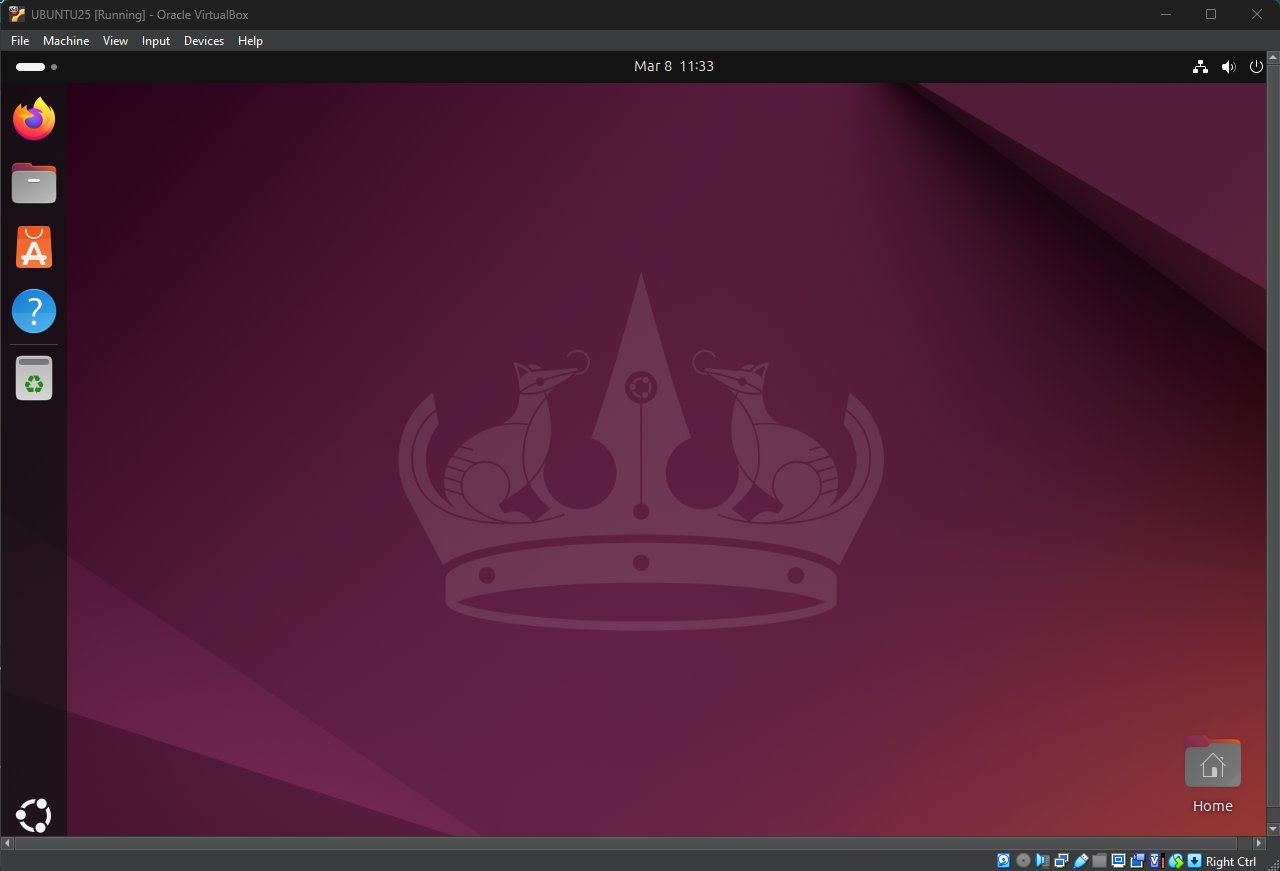 UBUNTU25 [Running] - Oracle VirtualBox
File Machine View Input Devices Help
Mar 8 11:33
Home
Right Ctrl